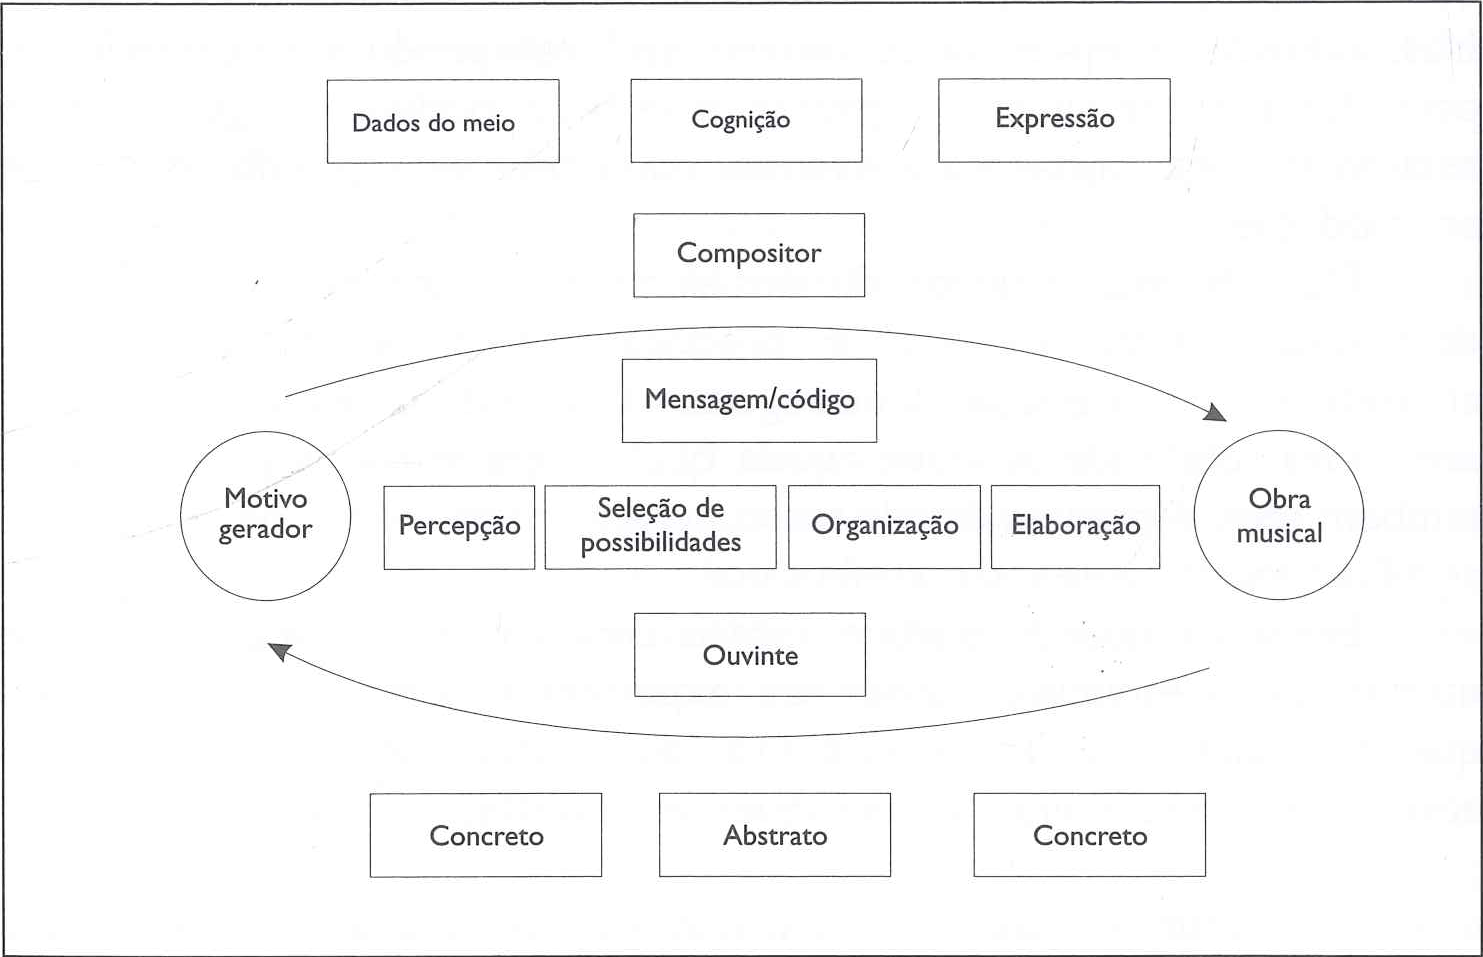 Dados do meio
Cognição
Expressão
Compositor
Mensagem/código
Motivo
gerador
Percepção
Seleção de
possibilidades
Organização
Elaboração
Obra
musical
Ouvinte
Concreto
Abstrato
Concreto